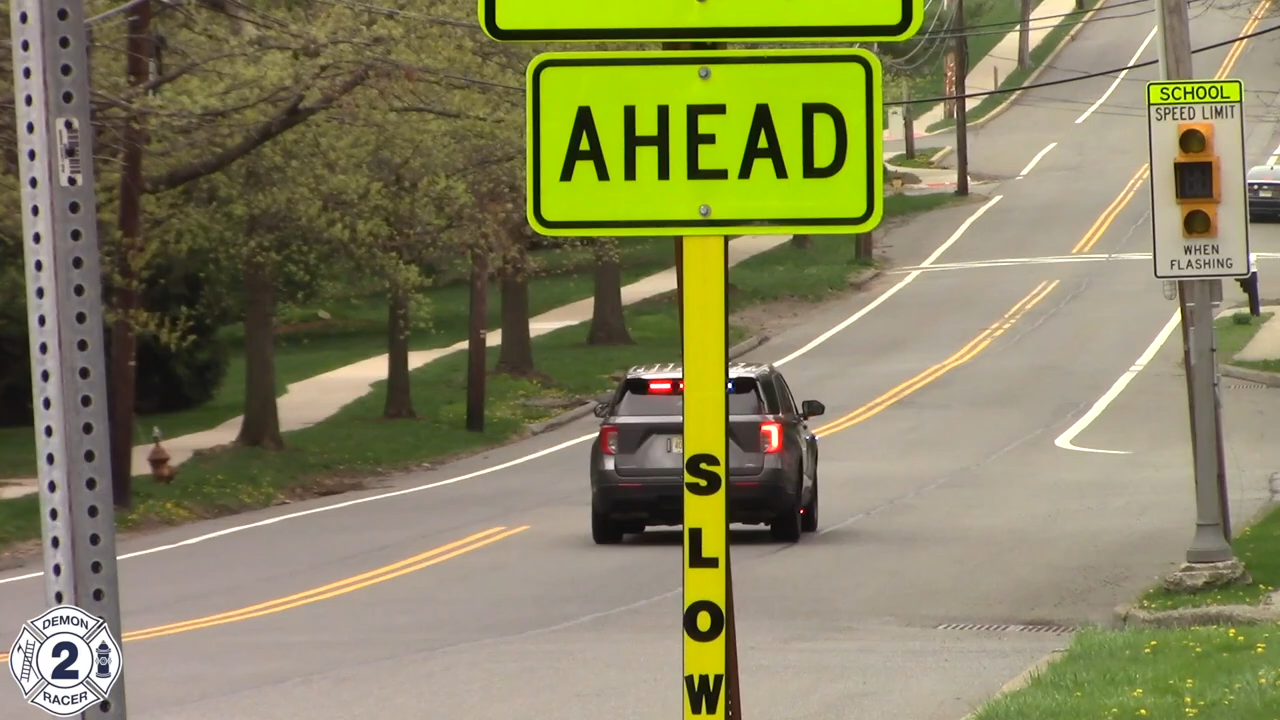 AHEAD
SLOW
SCHOOL
SPEED LIMIT
WHEN
FLASHING
DEMON
2
RACER